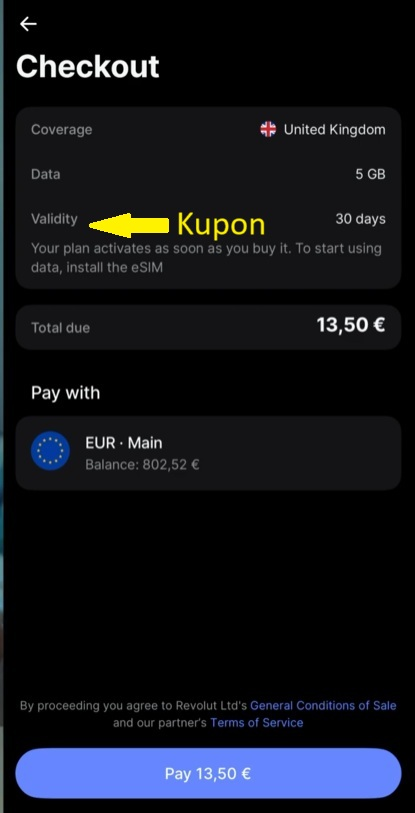 Checkout
Coverage United Kingdom
Data 5 GB
Validity Kupon 30 days
Your plan activates as soon as you buy it. To start using
data, install the eSIM
Total due 13,50 €
Pay with
EUR · Main
Balance: 802,52 €
By proceeding you agree to Revolut Ltd's General Conditions of Sale
and our partner's Terms of Service
Pay 13,50 €